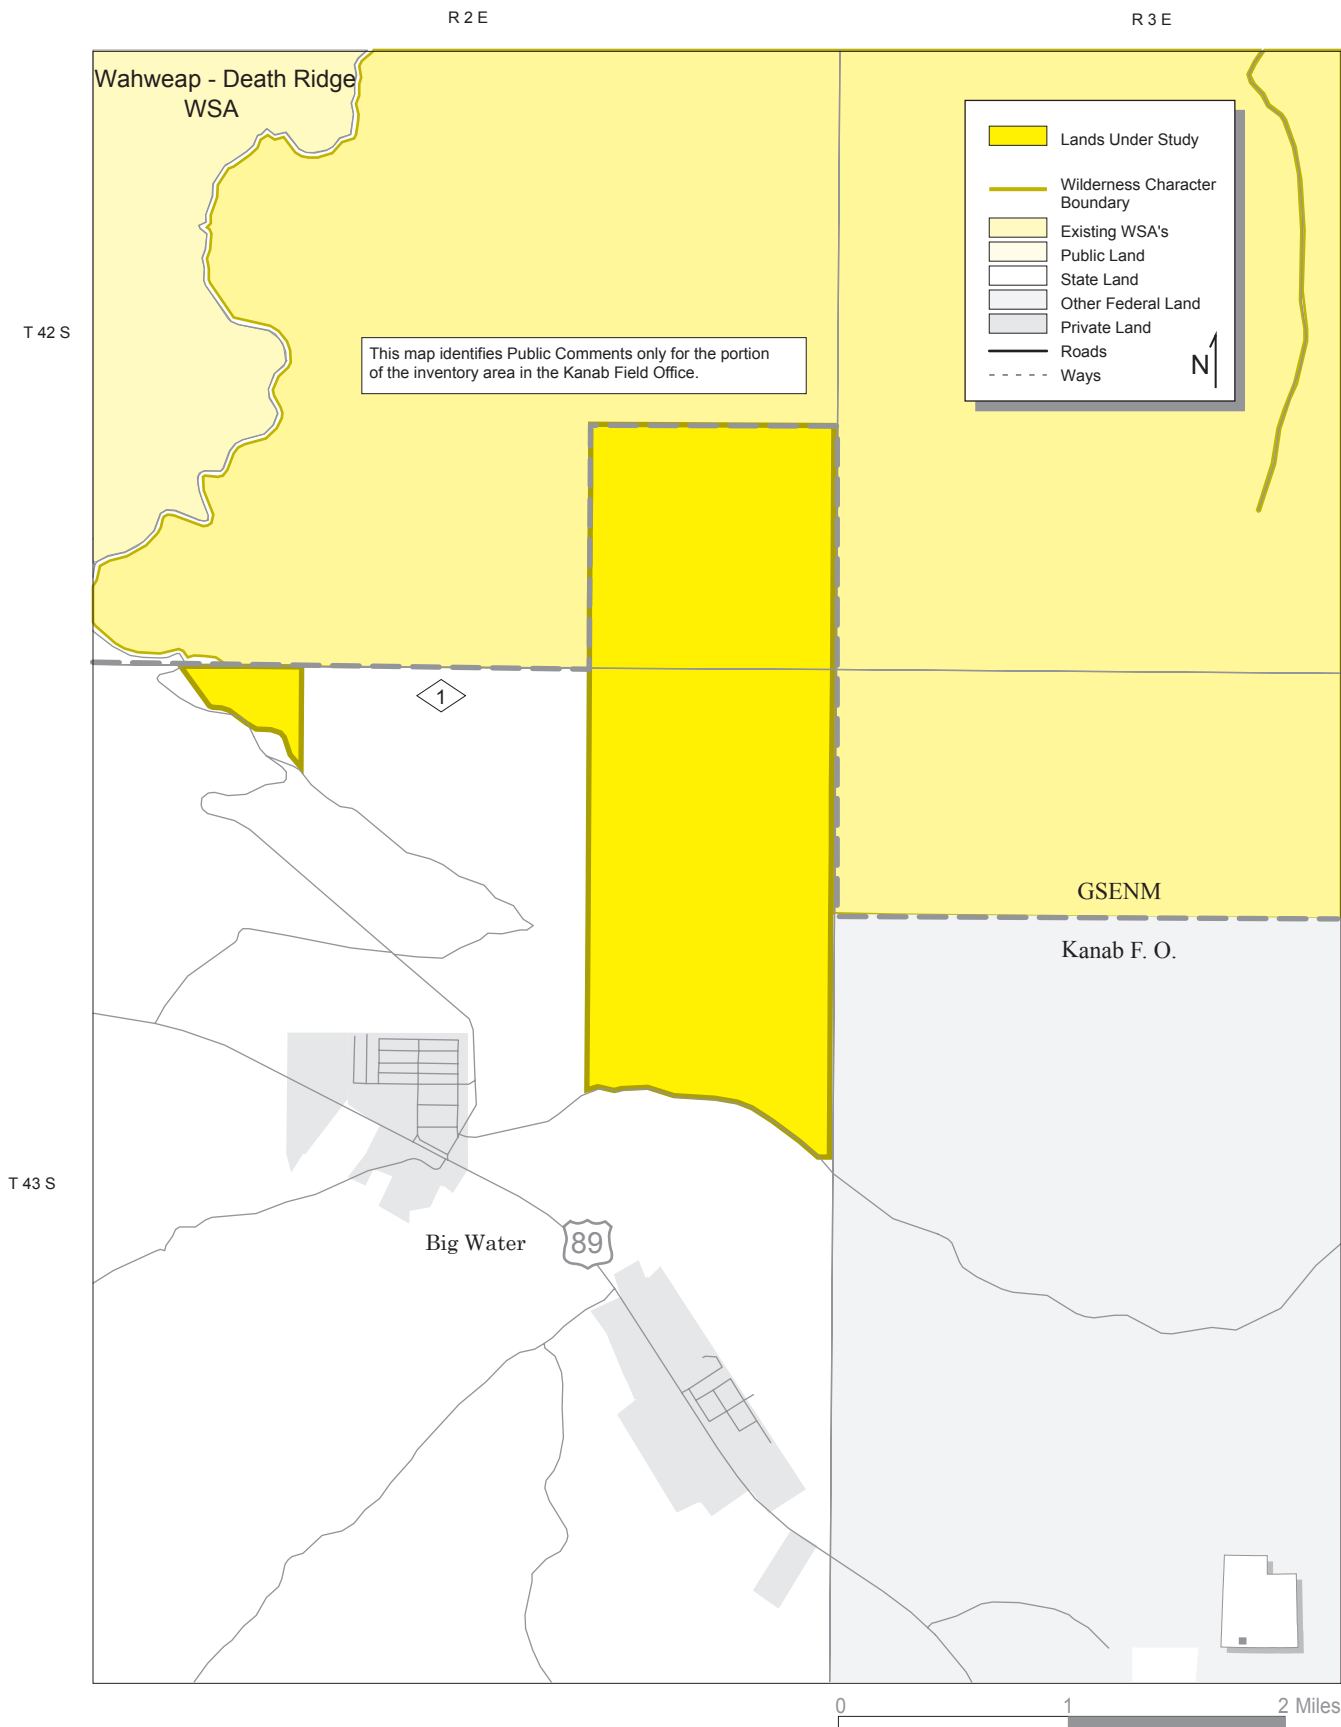 R 2 E
R 3 E
Wahweap - Death Ridge
WSA
Lands Under Study
Wilderness Character
Boundary
Existing WSA's
Public Land
State Land
Other Federal Land
Private Land
Roads
Ways
N
T 42 S
This map identifies Public Comments only for the portion
of the inventory area in the Kanab Field Office.
1
GSENM
Kanab F. O.
T 43 S
Big Water
89
0 1 2 Miles